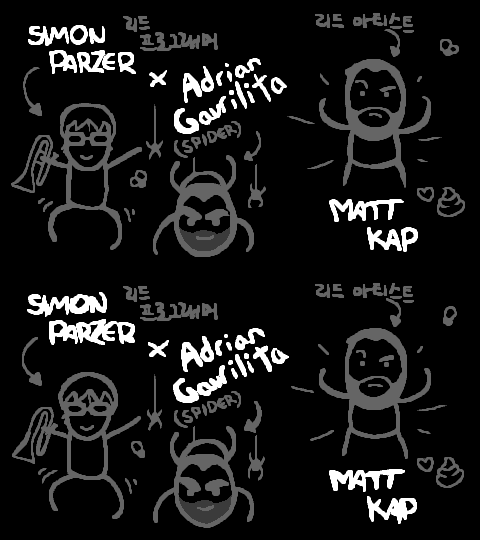 리드
프로그래머
SIMON
PARZER
×
Adrian
Gavrilita
(SPIDER)
리드 아티스트
MATT
KAP
리드
프로그래머
SIMON
PARZER
×
Adrian
Gavrilita
(SPIDER)
리드 아티스트
MATT
KAP